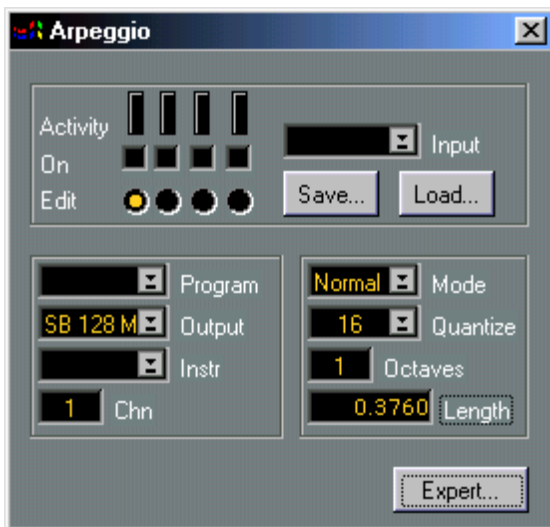 Arpeggio
Activity
On
Edit
Input
Save... Load...
Program
SB 128 M Output
Instr
1 Chn
Normal Mode
16 Quantize
1 Octaves
0.3760 Length
Expert...